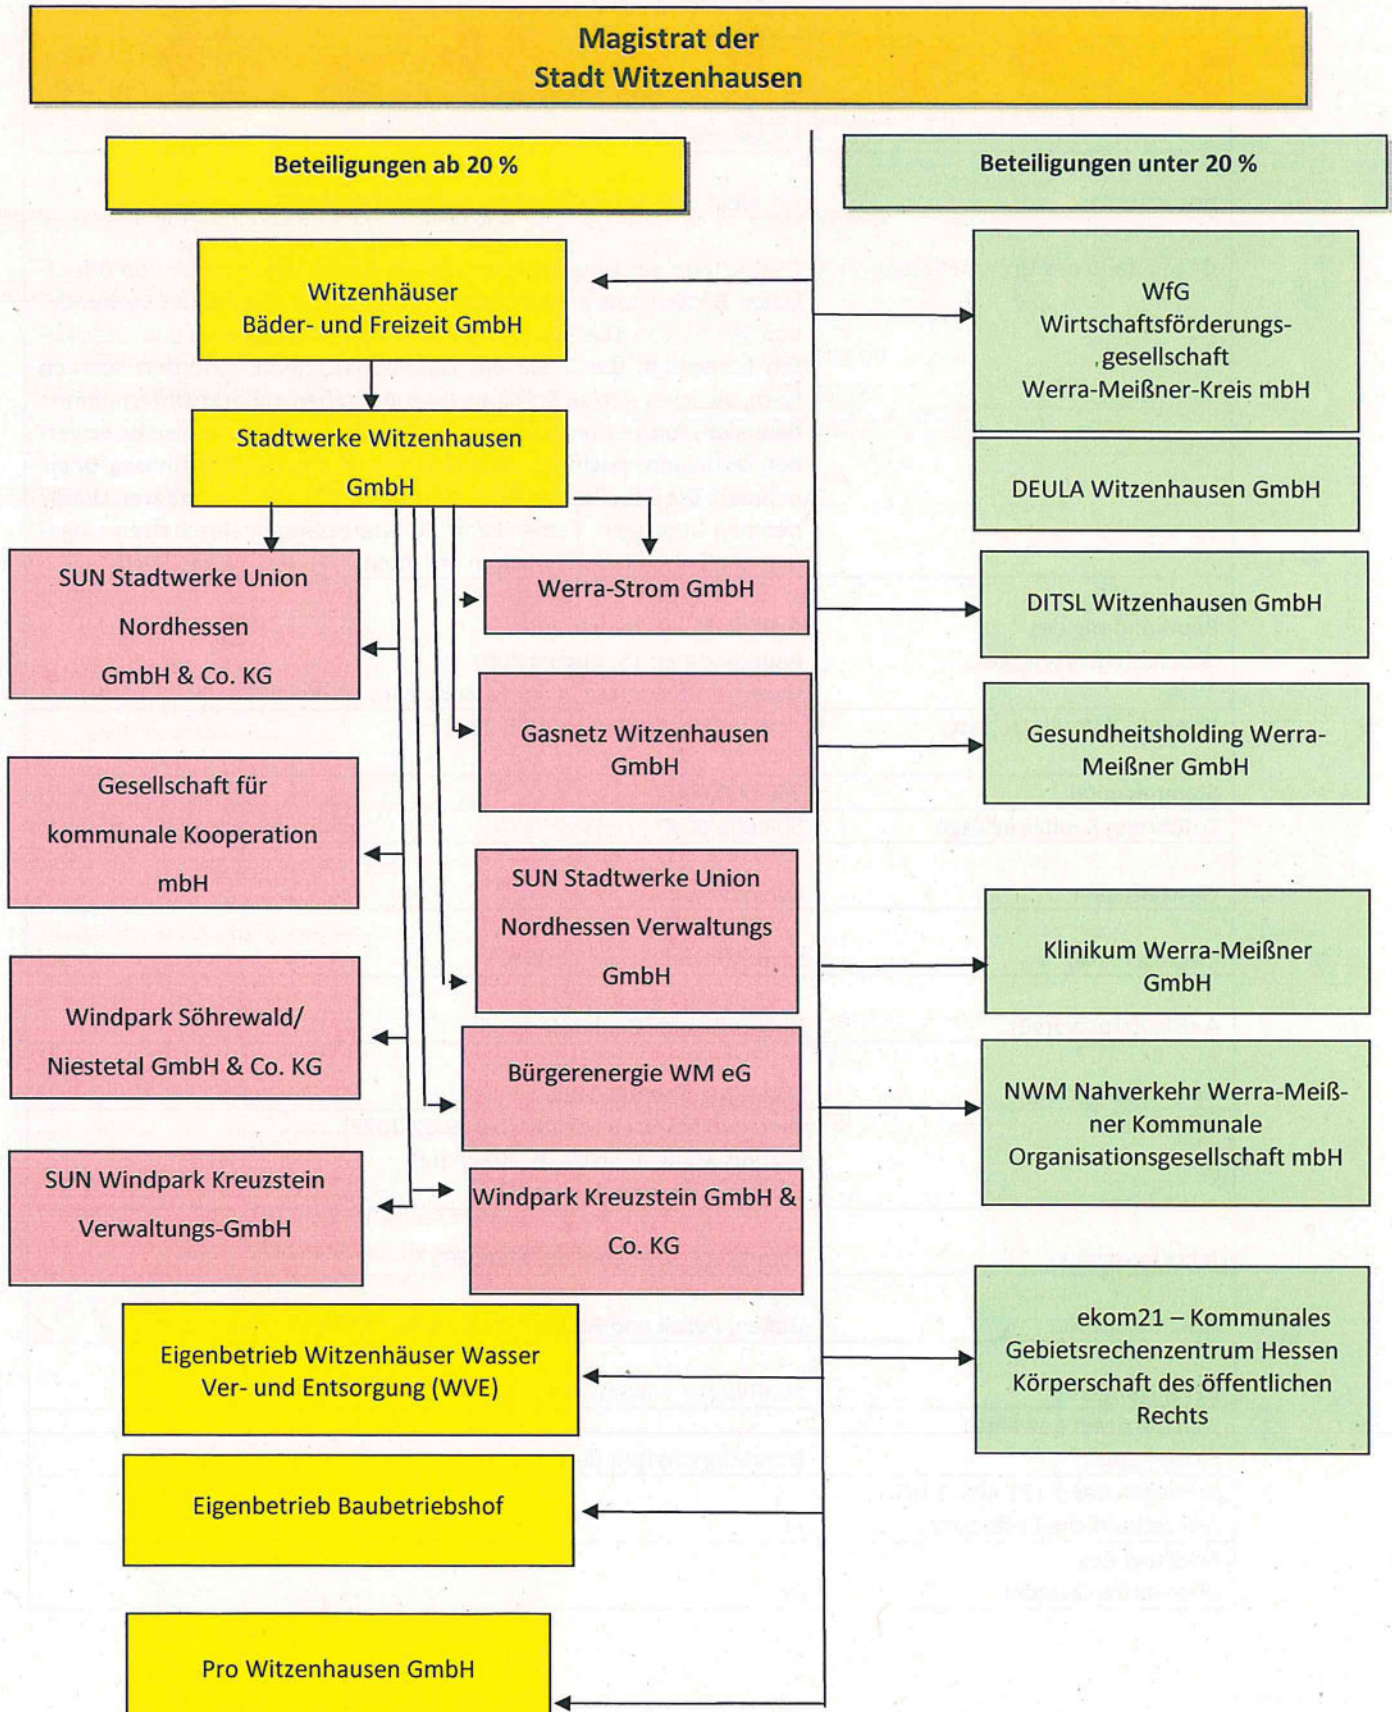 Magistrat der
Stadt Witzenhausen
Beteiligungen ab 20 %
Beteiligungen unter 20 %
Witzenhäuser
Bäder- und Freizeit GmbH
Stadtwerke Witzenhausen
GmbH
SUN Stadtwerke Union
Nordhessen
GmbH & Co. KG
Werra-Strom GmbH
Gasnetz Witzenhausen
GmbH
Gesellschaft für
kommunale Kooperation
mbH
SUN Stadtwerke Union
Nordhessen Verwaltungs
GmbH
Windpark Söhrewald/
Niestetal GmbH & Co. KG
Bürgerenergie WM eG
SUN Windpark Kreuzstein
Verwaltungs-GmbH
Windpark Kreuzstein GmbH &
Co. KG
Eigenbetrieb Witzenhäuser Wasser
Ver- und Entsorgung (WVE)
Eigenbetrieb Baubetriebshof
Pro Witzenhausen GmbH
WfG
Wirtschaftsförderungs-
gesellschaft
Werra-Meißner-Kreis mbH
DEULA Witzenhausen GmbH
DITSL Witzenhausen GmbH
Gesundheitsholding Werra-
Meißner GmbH
Klinikum Werra-Meißner
GmbH
NWM Nahverkehr Werra-Meiß-
ner Kommunale
Organisationsgesellschaft mbH
ekom21 – Kommunales
Gebietsrechenzentrum Hessen
Körperschaft des öffentlichen
Rechts